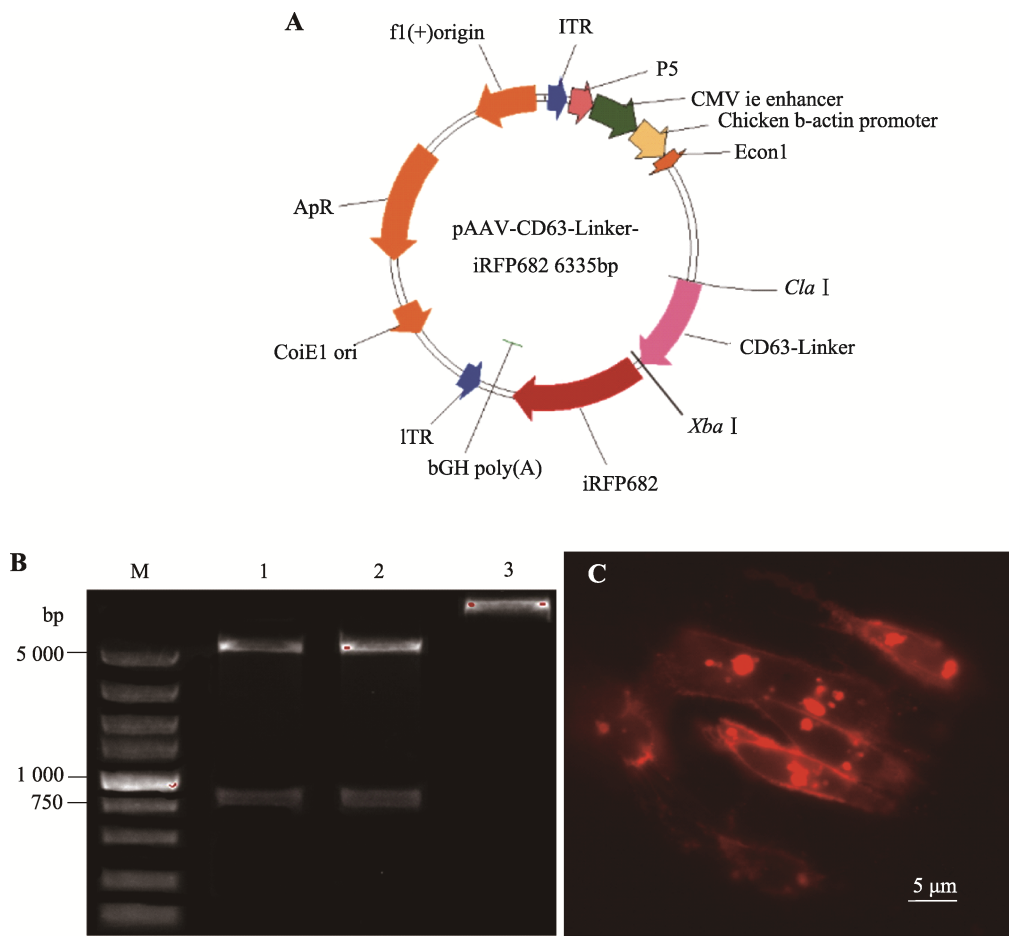 A
f1(+)origin
ITR
P5
CMV ie enhancer
Chicken b-actin promoter
Econ1
ApR
pAAV-CD63-Linker-
iRFP682 6335bp
Cla Ⅰ
CoiE1 ori
CD63-Linker
Xba Ⅰ
lTR
bGH poly(A)
iRFP682
B
M 1 2 3
bp
5 000
1 000
750
C
5 μm